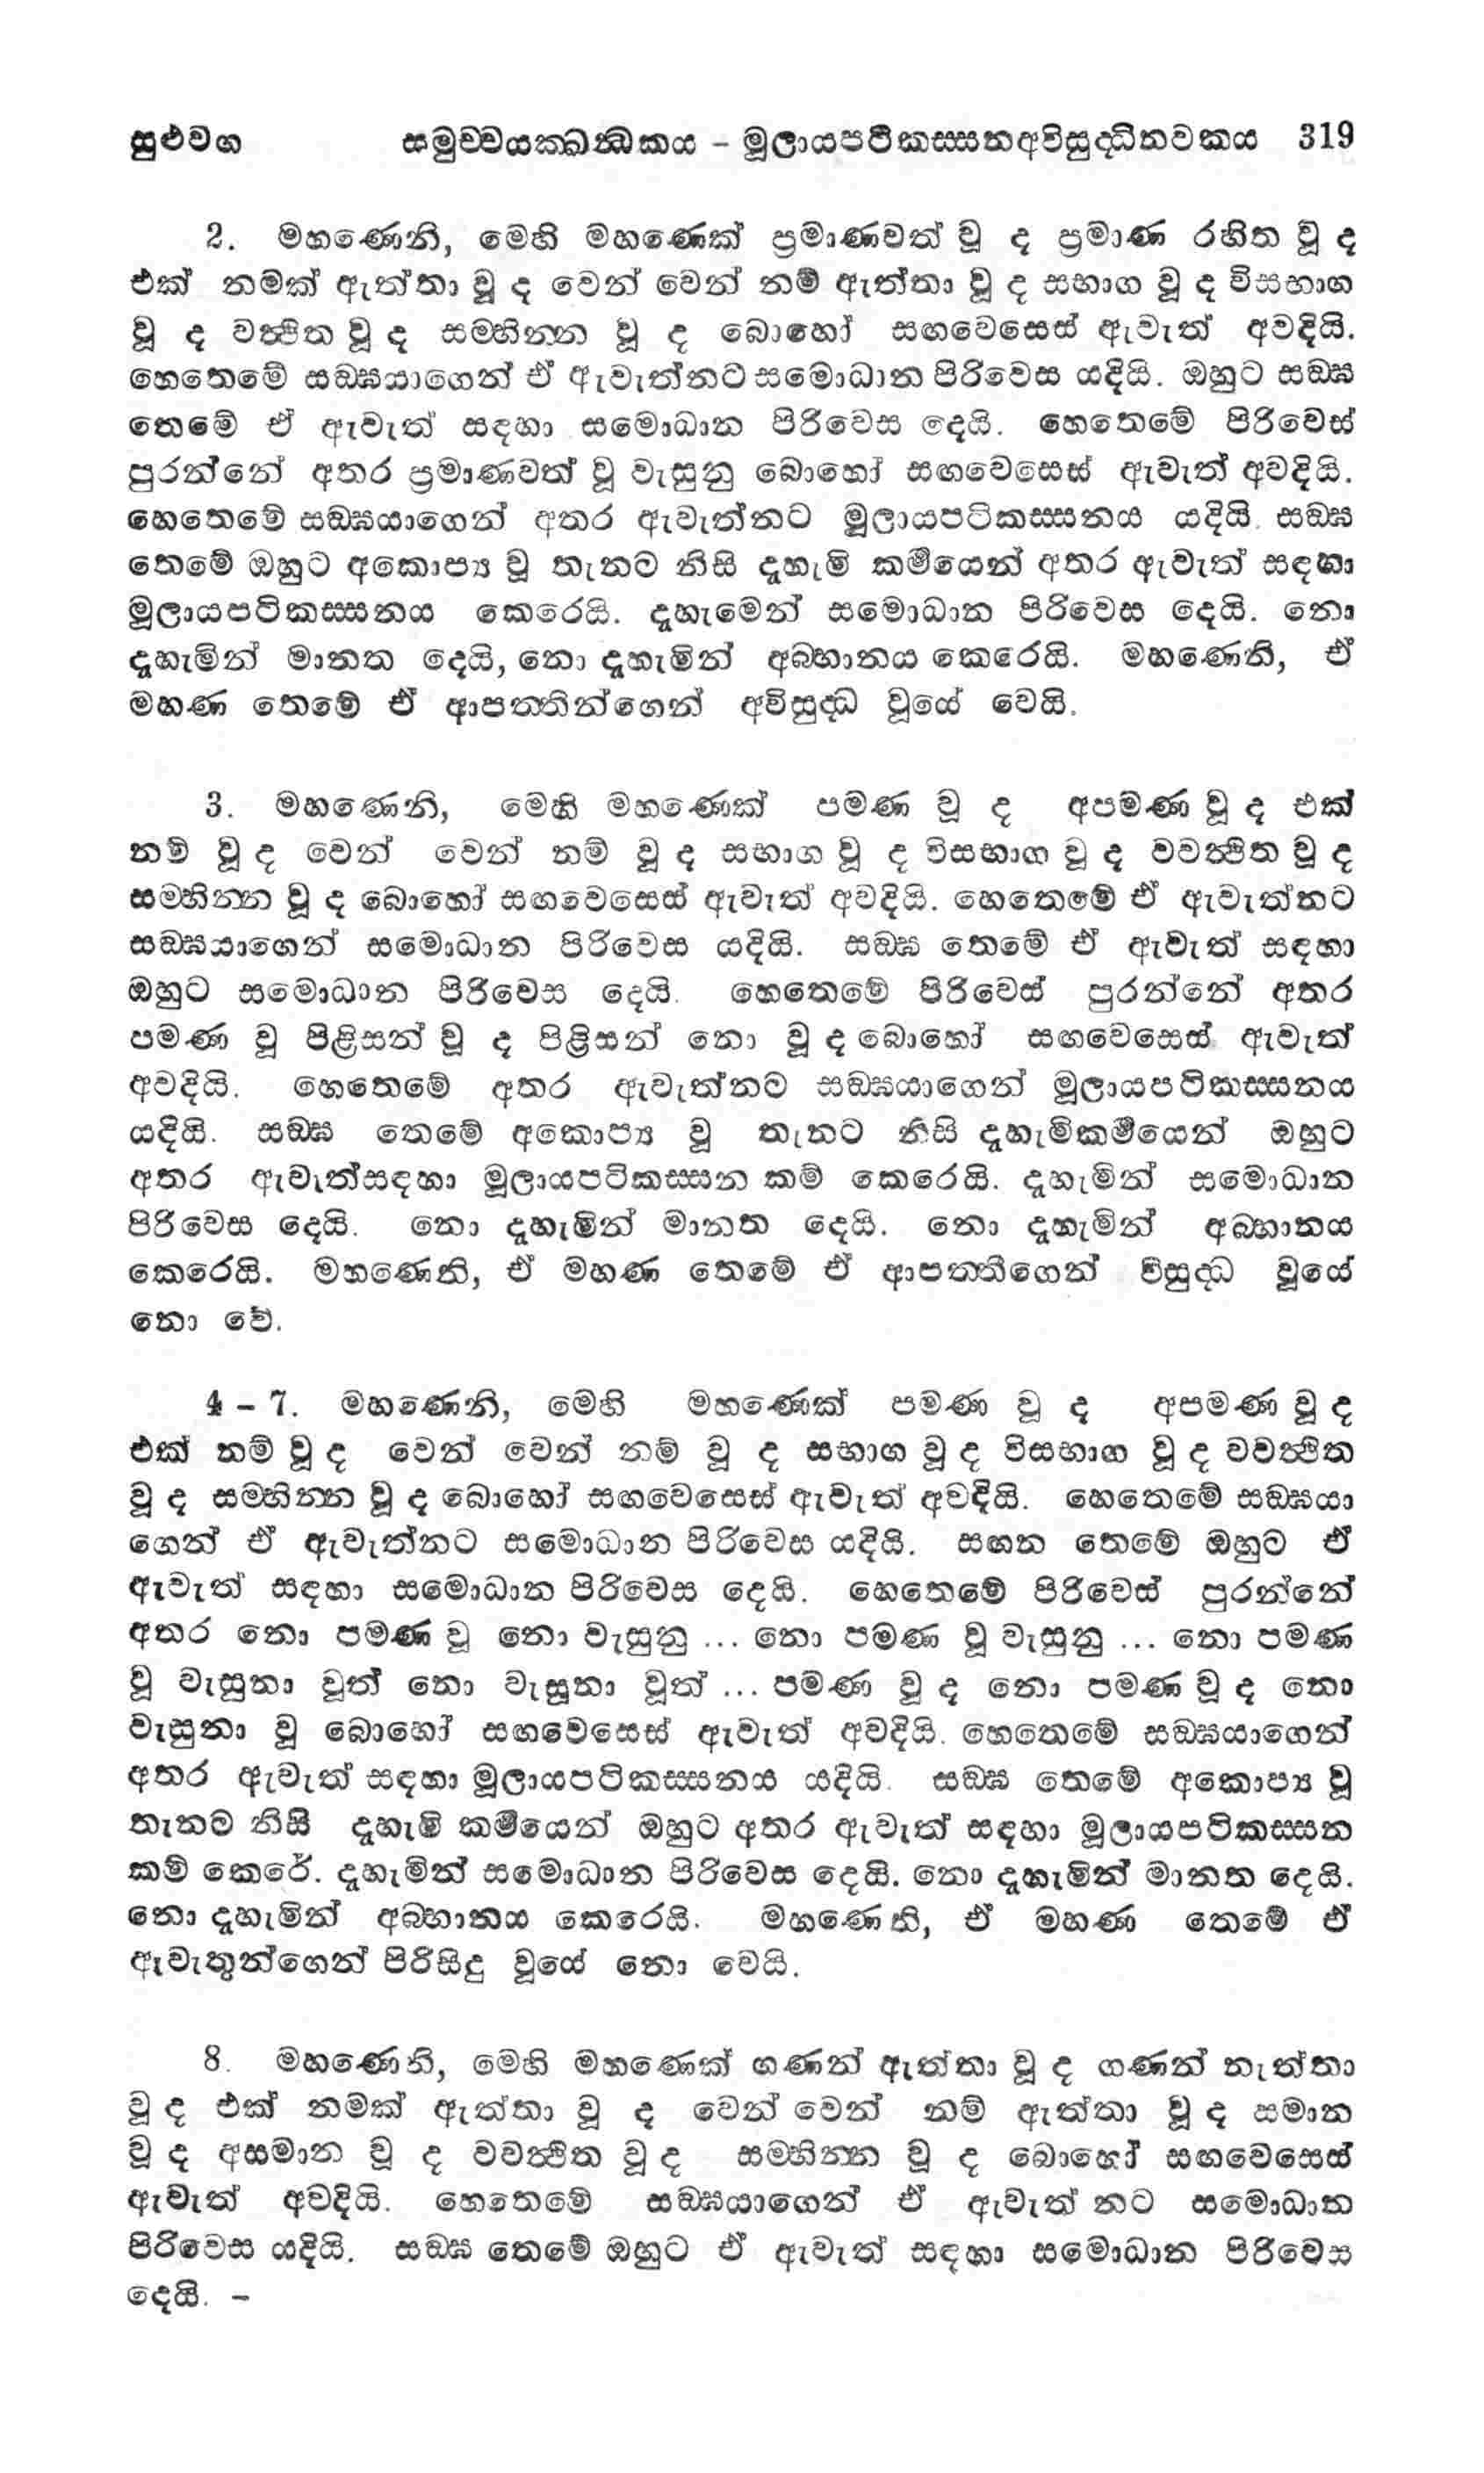 සුළුවග සමුච්චයක්ඛන්ධකය – මූලායපටිකස්සනඅවිසුද්ධිනවකය 319
2. මහණෙනි, මෙහි මහණෙක් ප්‍රමාණවත් වූ ද ප්‍රමාණ රහිත වූ ද
එක් නමක් ඇත්තා වූ ද වෙන් වෙන් නම් ඇත්තා වූ ද සභාග වූ ද විසභාග
වූ ද වත්‍ථිත වූ ද සම්භින්න වූ ද බොහෝ සඟවෙසෙස් ඇවැත් අවදියි.
හෙතෙමේ සඞ්ඝයාගෙන් ඒ ඇවැත්නට සමොධාන පිරිවෙස යදියි. ඔහුට සඞ්ඝ
තෙමේ ඒ ඇවැත් සඳහා සමොධාන පිරිවෙස දෙයි. හෙතෙමේ පිරිවෙස්
පුරන්නේ අතර ප්‍රමාණවත් වූ වැසුනු බොහෝ සඟවෙසෙස් ඇවැත් අවදියි.
හෙතෙමේ සඞ්ඝයාගෙන් අතර ඇවැත්නට මූලායපටිකස්සනය යදියි. සඞ්ඝ
තෙමේ ඔහුට අකොප්‍ය වූ තැනට නිසි දැහැමි කර්‍මයෙන් අතර ඇවැත් සඳහා
මූලායපටිකස්සනය කෙරෙයි. දැහැමෙන් සමොධාන පිරිවෙස දෙයි. නො
දැහැමින් මානත දෙයි, නො දැහැමින් අබ්භානය කෙරෙයි. මහණෙනි, ඒ
මහණ තෙමේ ඒ ආපත්තින්ගෙන් අවිසුද්ධ වූයේ වෙයි.
3. මහණෙනි, මෙහි මහණෙක් පමණ වූ ද අපමණ වූ ද එක්
නම් වූ ද වෙන් වෙන් නම් වූ ද සභාග වූ ද විසභාග වූ ද වවත්‍ථිත වූ ද
සම්භින්න වූ ද බොහෝ සඟවෙසෙස් ඇවැත් අවදියි. හෙතෙමේ ඒ ඇවැත්නට
සඞ්ඝයාගෙන් සමොධාන පිරිවෙස යදියි. සඞ්ඝ තෙමේ ඒ ඇවැත් සඳහා
ඔහුට සමොධාන පිරිවෙස දෙයි. හෙතෙමේ පිරිවෙස් පුරන්නේ අතර
පමණ වූ පිළිසන් වූ ද පිළිසන් නො වූ ද බොහෝ සඟවෙසෙස් ඇවැත්
අවදියි. හෙතෙමේ අතර ඇවැත්නට සඞ්ඝයාගෙන් මූලායපටිකස්සනය
යදියි. සඞ්ඝ තෙමේ අකොප්‍ය වූ තැනට නිසි දැහැමිකර්‍මයෙන් ඔහුට
අතර ඇවැත්සඳහා මූලායපටිකස්සන කම් කෙරෙයි. දැහැමින් සමොධාන
පිරිවෙස දෙයි. නො දැහැමින් මානත දෙයි. නො දැහැමින් අබ්භානය
කෙරෙයි. මහණෙනි, ඒ මහණ තෙමේ ඒ ආපත්තීගෙන් විසුද්ධ වූයේ
නො වේ.
4 – 7. මහණෙනි, මෙහි මහණෙක් පමණ වූ ද අපමණ වූ ද
එක් නම් වූ ද වෙන් වෙන් නම් වූ ද සභාග වූ ද විසභාග වූ ද වවත්‍ථිත
වූ ද සම්භින්න වූ ද බොහෝ සඟවෙසෙස් ඇවැත් අවදියි. හෙතෙමේ සඞ්ඝයා
ගෙන් ඒ ඇවැත්නට සමොධාන පිරිවෙස යදියි. සඟන තෙමේ ඔහුට ඒ
ඇවැත් සඳහා සමොධාන පිරිවෙස දෙයි. හෙතෙමේ පිරිවෙස් පුරන්නේ
අතර නො පමණ වූ නො වැසුනු ... නො පමණ වූ වැසුනු ... නො පමණ
වූ වැසුනා වූත් නො වැසුනා වූත් ... පමණ වූ ද නො පමණ වූ ද නො
වැසුනා වූ බොහෝ සඟවෙසෙස් ඇවැත් අවදියි. හෙතෙමේ සඞ්ඝයාගෙන්
අතර ඇවැත් සඳහා මූලායපටිකස්සනය යදියි. සඞ්ඝ තෙමේ අකොප්‍ය වූ
තැනට නිසි දැහැමි කර්‍මයෙන් ඔහුට අතර ඇවැත් සඳහා මූලායපටිකස්සන
කම් කෙරේ. දැහැමින් සමොධාන පිරිවෙස දෙයි. නො දැහැමින් මානත දෙයි.
නො දැහැමින් අබ්භානය කෙරෙයි. මහණෙනි, ඒ මහණ තෙමේ ඒ
ඇවැතුන්ගෙන් පිරිසිදු වූයේ නො වෙයි.
8. මහණෙනි, මෙහි මහණෙක් ගණන් ඇත්තා වූ ද ගණන් නැත්තා
වූ ද එක් නමක් ඇත්තා වූ ද වෙන් වෙන් නම් ඇත්තා වූ ද සමාන
වූ ද අසමාන වූ ද වවත්‍ථිත වූ ද සම්භින්න වූ ද බොහෝ සඟවෙසෙස්
ඇවැත් අවදියි. හෙතෙමේ සඞ්ඝයාගෙන් ඒ ඇවැත් නට සමොධාන
පිරිවෙස යදියි. සඞ්ඝ තෙමේ ඔහුට ඒ ඇවැත් සඳහා සමොධාන පිරිවෙස
දෙයි. –